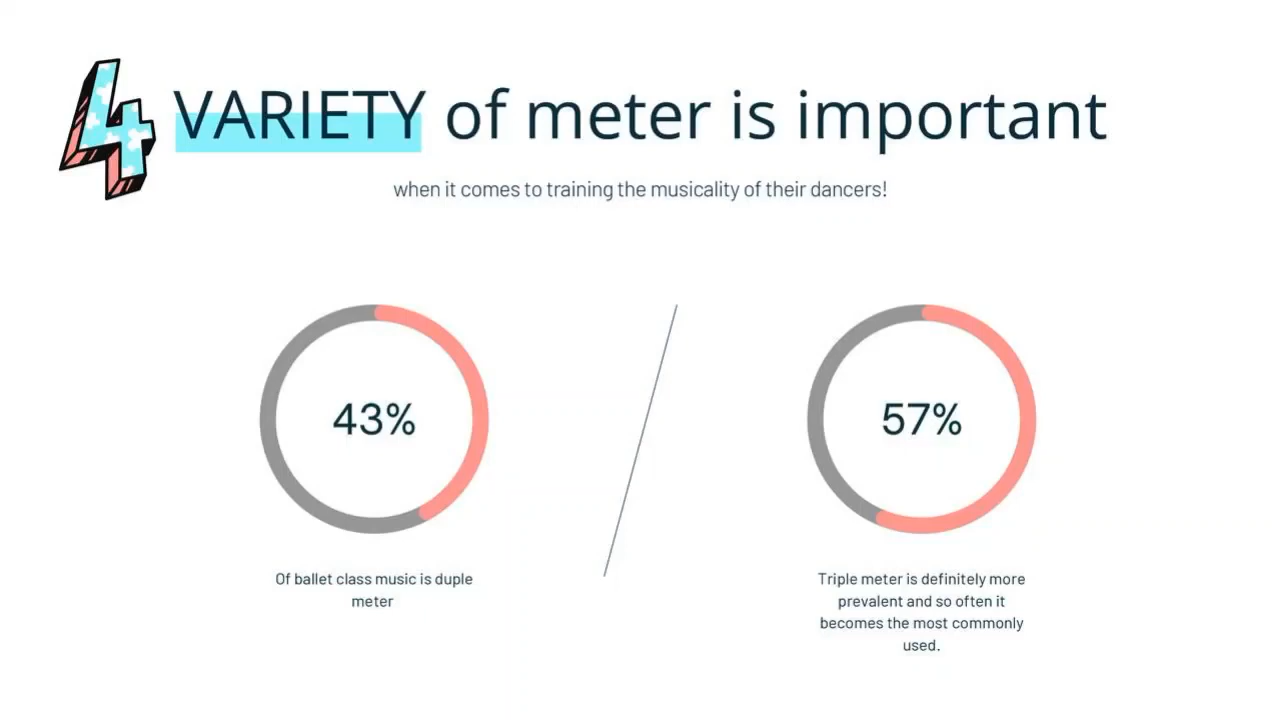 4 VARIETY of meter is important
when it comes to training the musicality of their dancers!
43%
Of ballet class music is duple
meter
57%
Triple meter is definitely more
prevalent and so often it
becomes the most commonly
used.